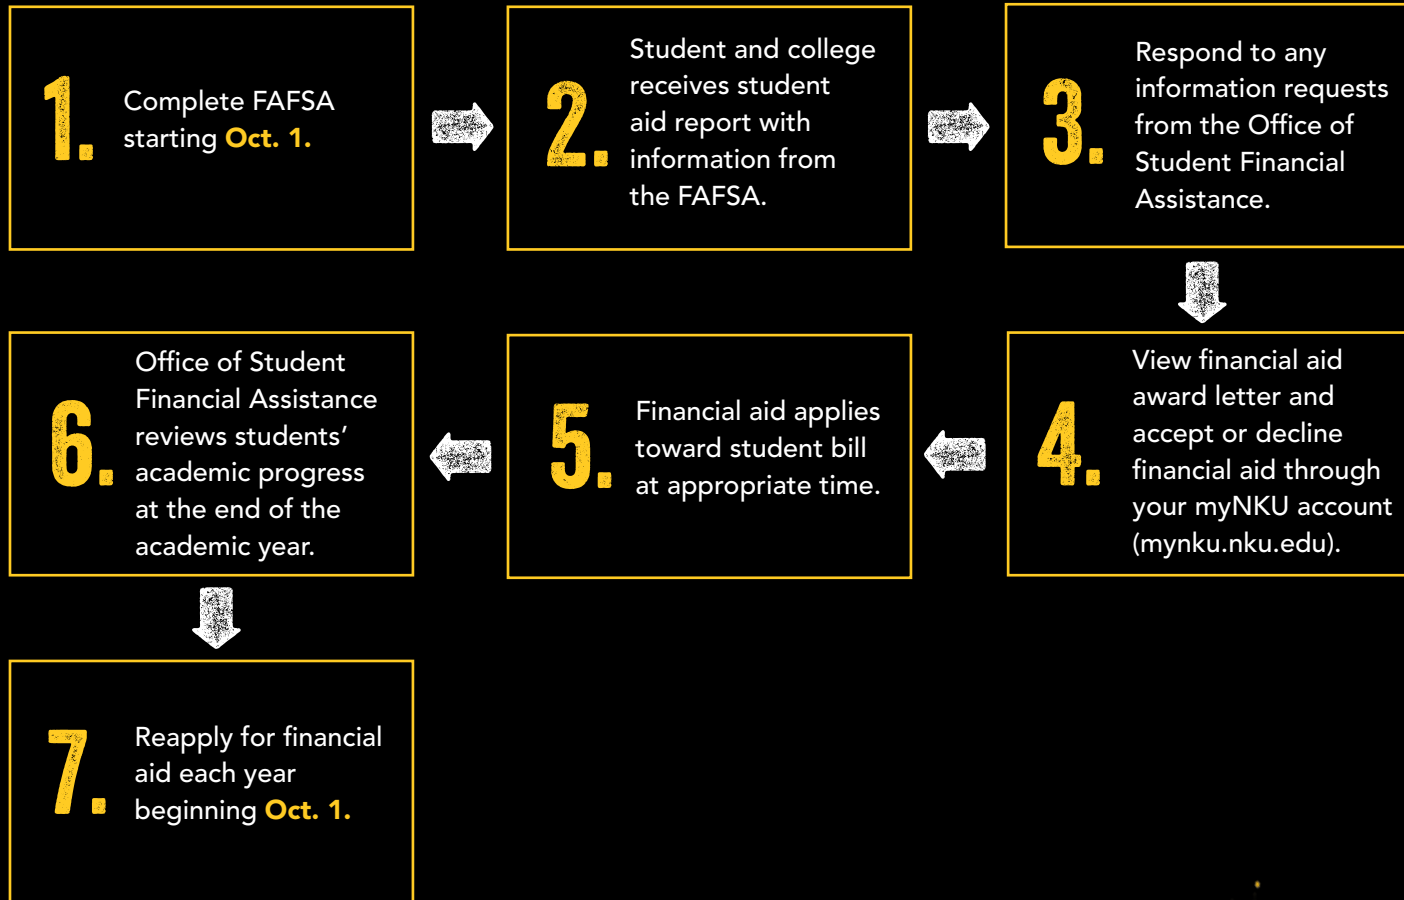 1.
Complete FAFSA
starting Oct. 1.
2.
Student and college
receives student
aid report with
information from
the FAFSA.
3.
Respond to any
information requests
from the Office of
Student Financial
Assistance.
4.
View financial aid
award letter and
accept or decline
financial aid through
your myNKU account
(mynku.nku.edu).
5.
Financial aid applies
toward student bill
at appropriate time.
6.
Office of Student
Financial Assistance
reviews students’
academic progress
at the end of the
academic year.
7.
Reapply for financial
aid each year
beginning Oct. 1.